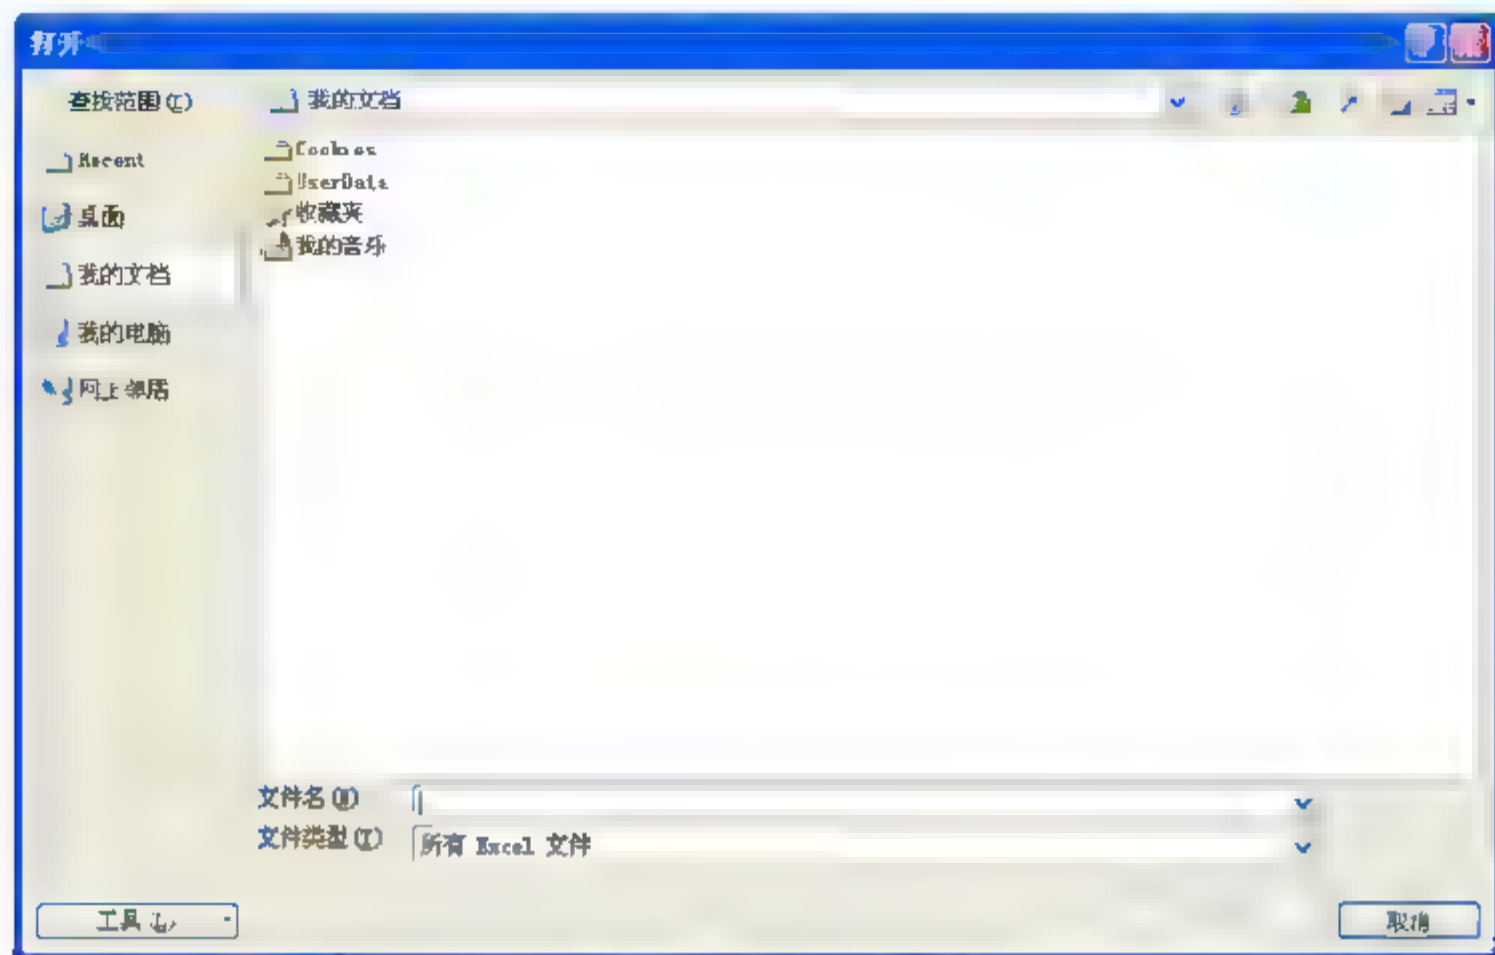 打开
查找范围(I)
我的文档
Recent
桌面
我的文档
我的电脑
网上邻居
Cookies
UserData
收藏夹
我的音乐
文件名(N)
文件类型(T)
所有 Excel 文件
工具(L)
取消